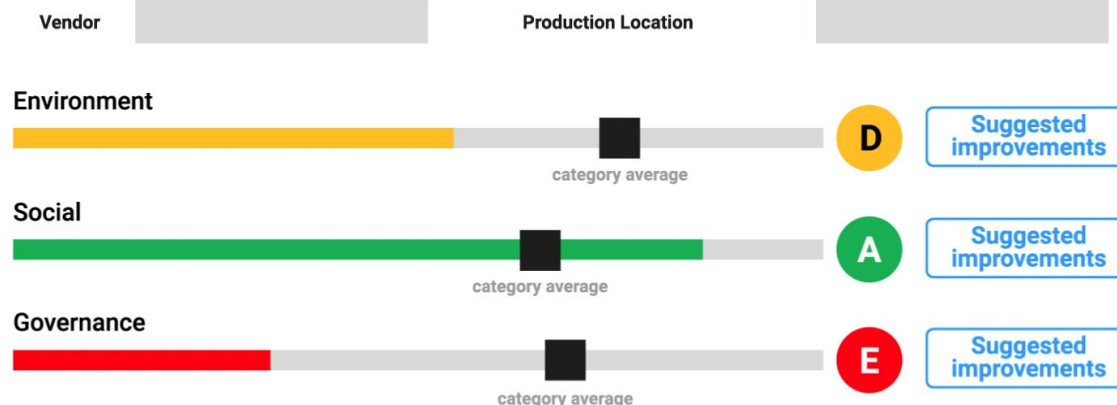 Vendor
Production Location
Environment
D
Suggested
improvements
category average
Social
A
Suggested
improvements
category average
Governance
E
Suggested
improvements
category average